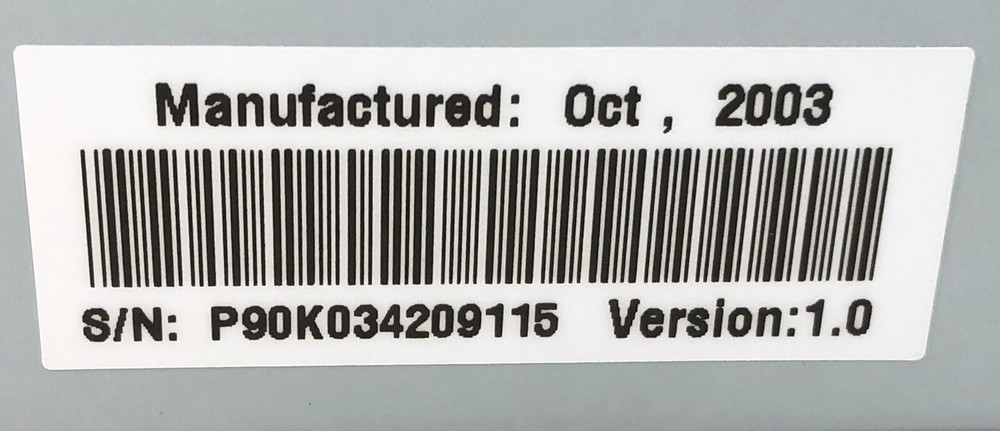 Manufactured: Oct , 2003
S/N: P90K034209115 Version:1.0